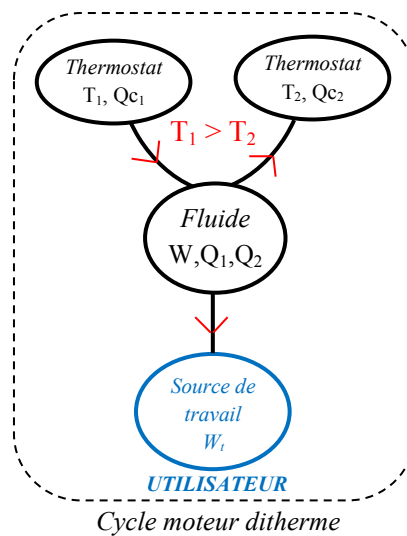 Thermostat
T₁, Qc₁
Thermostat
T₂, Qc₂
T₁ > T₂
Fluide
W,Q₁,Q₂
Source de
travail
Wₜ
UTILISATEUR
Cycle moteur ditherme